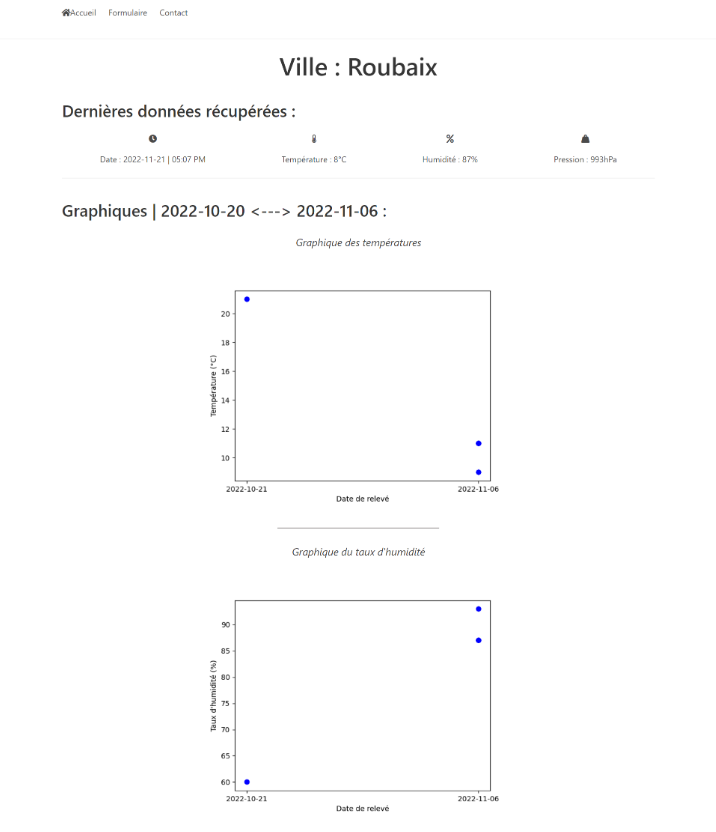 Accueil Formulaire Contact
Ville : Roubaix
Dernières données récupérées :
Date : 2022-11-21 | 05:07 PM Température : 8°C Humidité : 87% Pression : 993hPa
Graphiques | 2022-10-20 <---> 2022-11-06 :
Graphique des températures
20
18
16
14
12
10
Température (°C)
2022-10-21 2022-11-06
Date de relevé
Graphique du taux d'humidité
90
85
80
75
70
65
60
Taux d'humidité (%)
2022-10-21 2022-11-06
Date de relevé